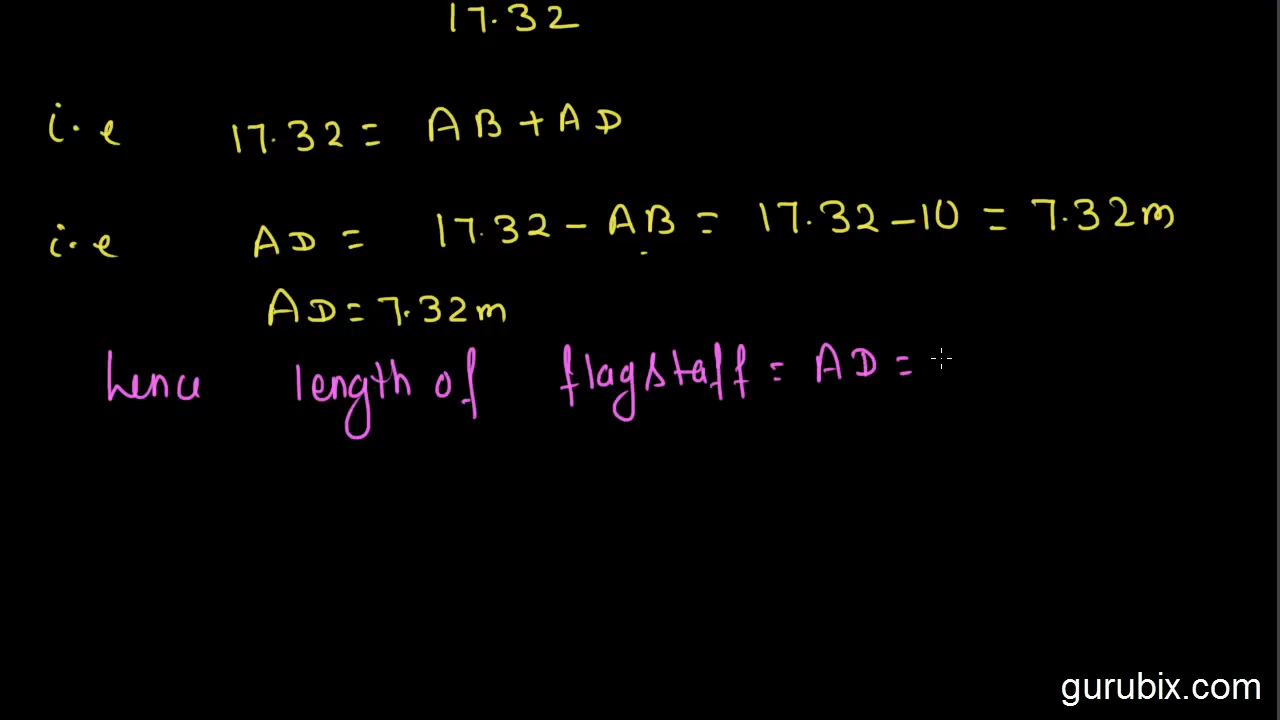 17.32
i.e 17.32 = AB + AD
i.e AD = 17.32 - AB = 17.32 - 10 = 7.32m
AD = 7.32m
hence length of flagstaff = AD =
gurubix.com